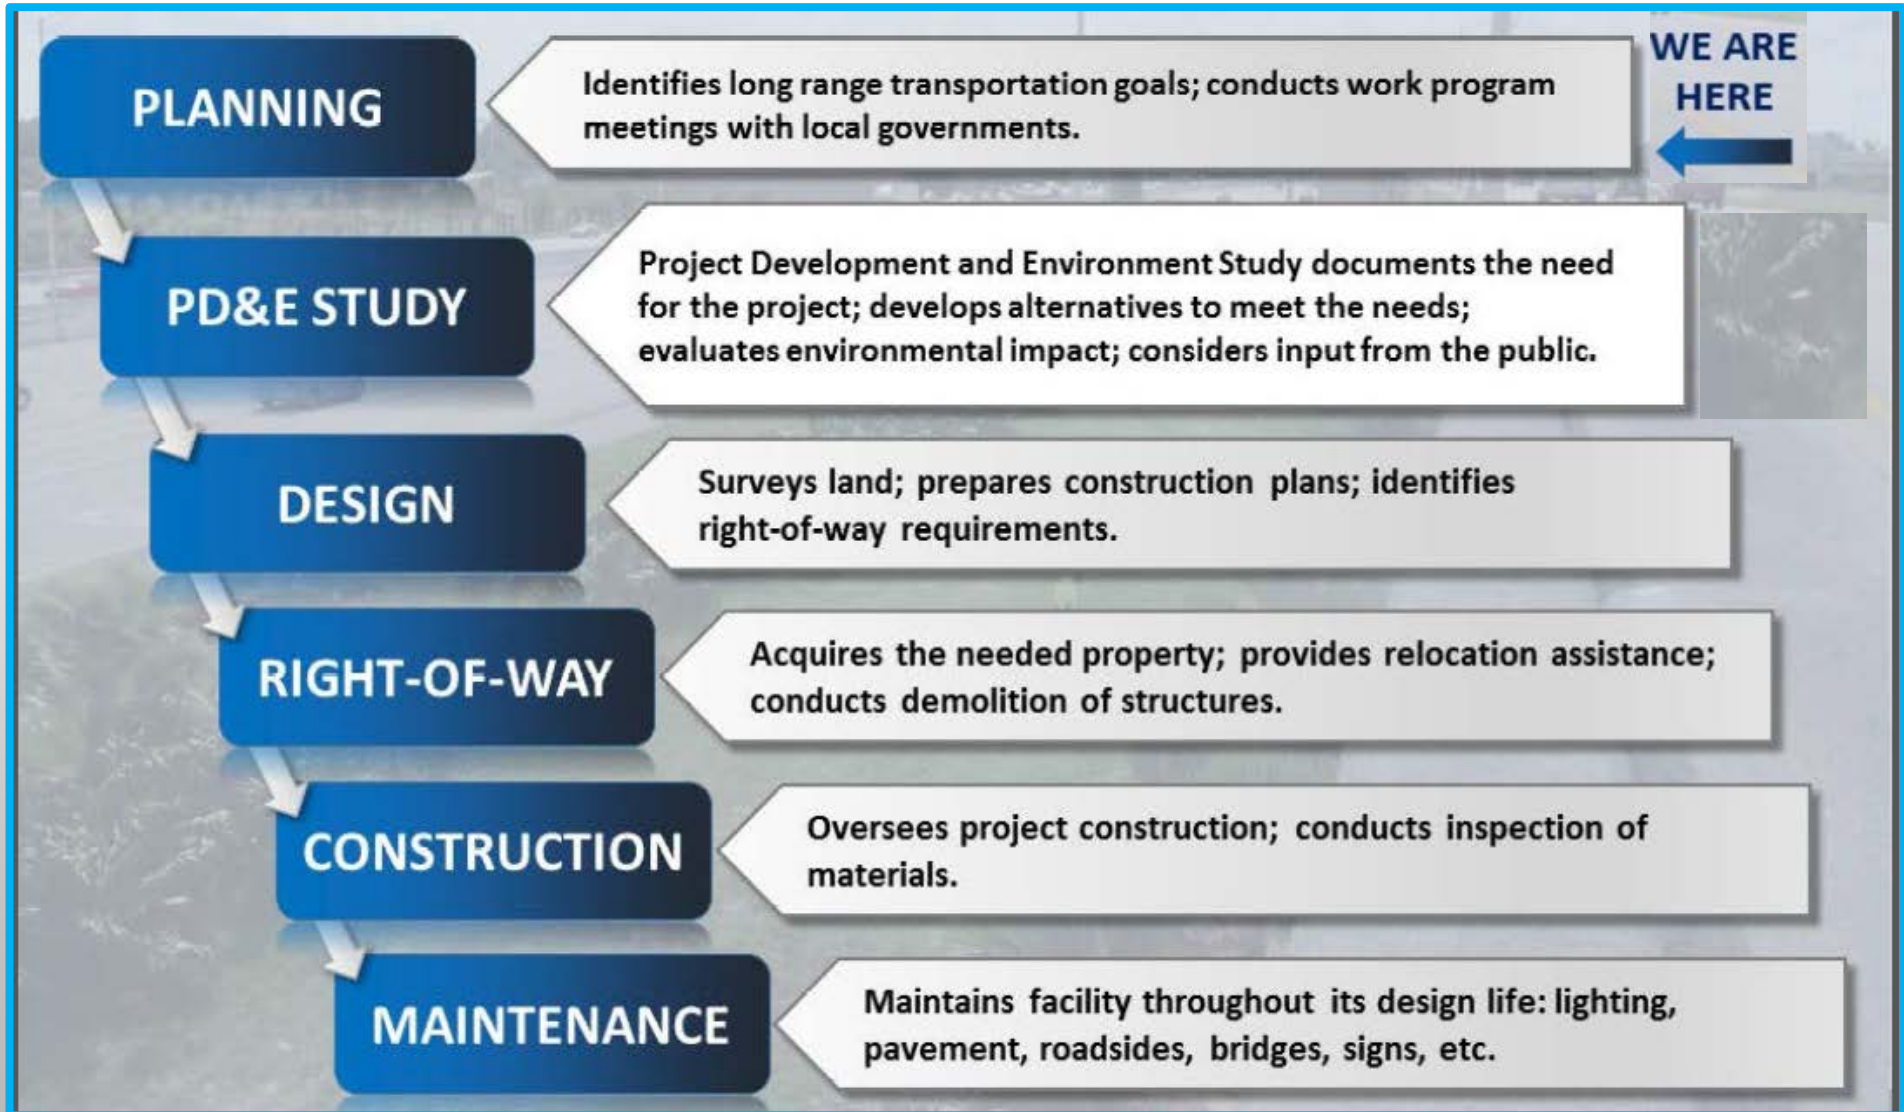 PLANNING
Identifies long range transportation goals; conducts work program
meetings with local governments.
WE ARE
HERE
PD&E STUDY
Project Development and Environment Study documents the need
for the project; develops alternatives to meet the needs;
evaluates environmental impact; considers input from the public.
DESIGN
Surveys land; prepares construction plans; identifies
right-of-way requirements.
RIGHT-OF-WAY
Acquires the needed property; provides relocation assistance;
conducts demolition of structures.
CONSTRUCTION
Oversees project construction; conducts inspection of
materials.
MAINTENANCE
Maintains facility throughout its design life: lighting,
pavement, roadsides, bridges, signs, etc.